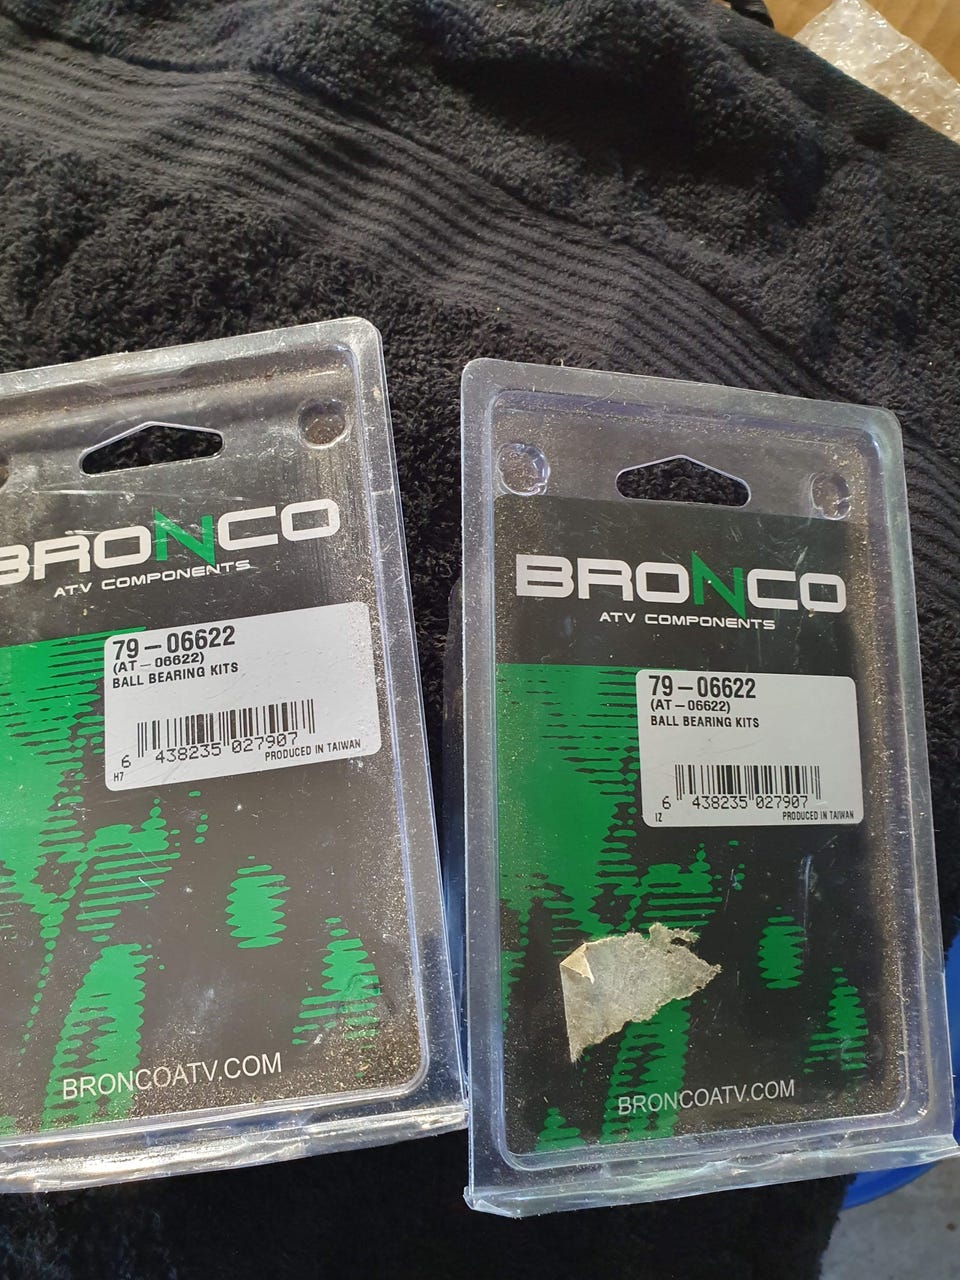 BRONCO
ATV COMPONENTS
79-06622
(AT-06622)
BALL BEARING KITS
6 438235 027907
H7 PRODUCED IN TAIWAN
BRONCOATV.COM
BRONCO
ATV COMPONENTS
79-06622
(AT-06622)
BALL BEARING KITS
6 438235 027907
IZ PRODUCED IN TAIWAN
BRONCOATV.COM